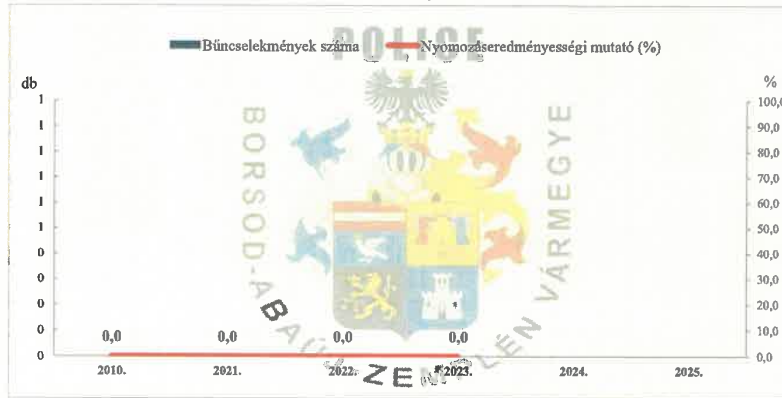 POLICE
Bűncselekmények száma Nyomozáseredményességi mutató (%)
db %
1 100,0
1 90,0
1 80,0
1 70,0
1 60,0
1 50,0
0 40,0
0 30,0
0 20,0
0 10,0
0 0,0
0,0 0,0 0,0 0,0
2010. 2021. 2022. 2023. 2024. 2025.
BORSOD-ABAÚJ-ZEMPLÉN VÁRMEGYE